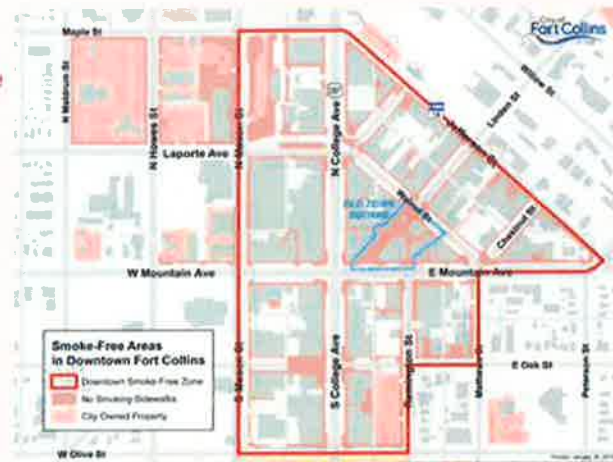 City of
Fort Collins
Maple St
Willow St
N Meldrum St
N Howes St
N Mason St
N College Ave
Linden St
Jefferson St
Laporte Ave
Walnut St
OLD TOWN
SQUARE
Chestnut St
W Mountain Ave
E Mountain Ave
Smoke-Free Areas
in Downtown Fort Collins
Downtown Smoke-Free Zone
No Smoking Sidewalks
City Owned Property
S Mason St
S College Ave
Remington St
Mathews St
E Oak St
Peterson St
W Olive St